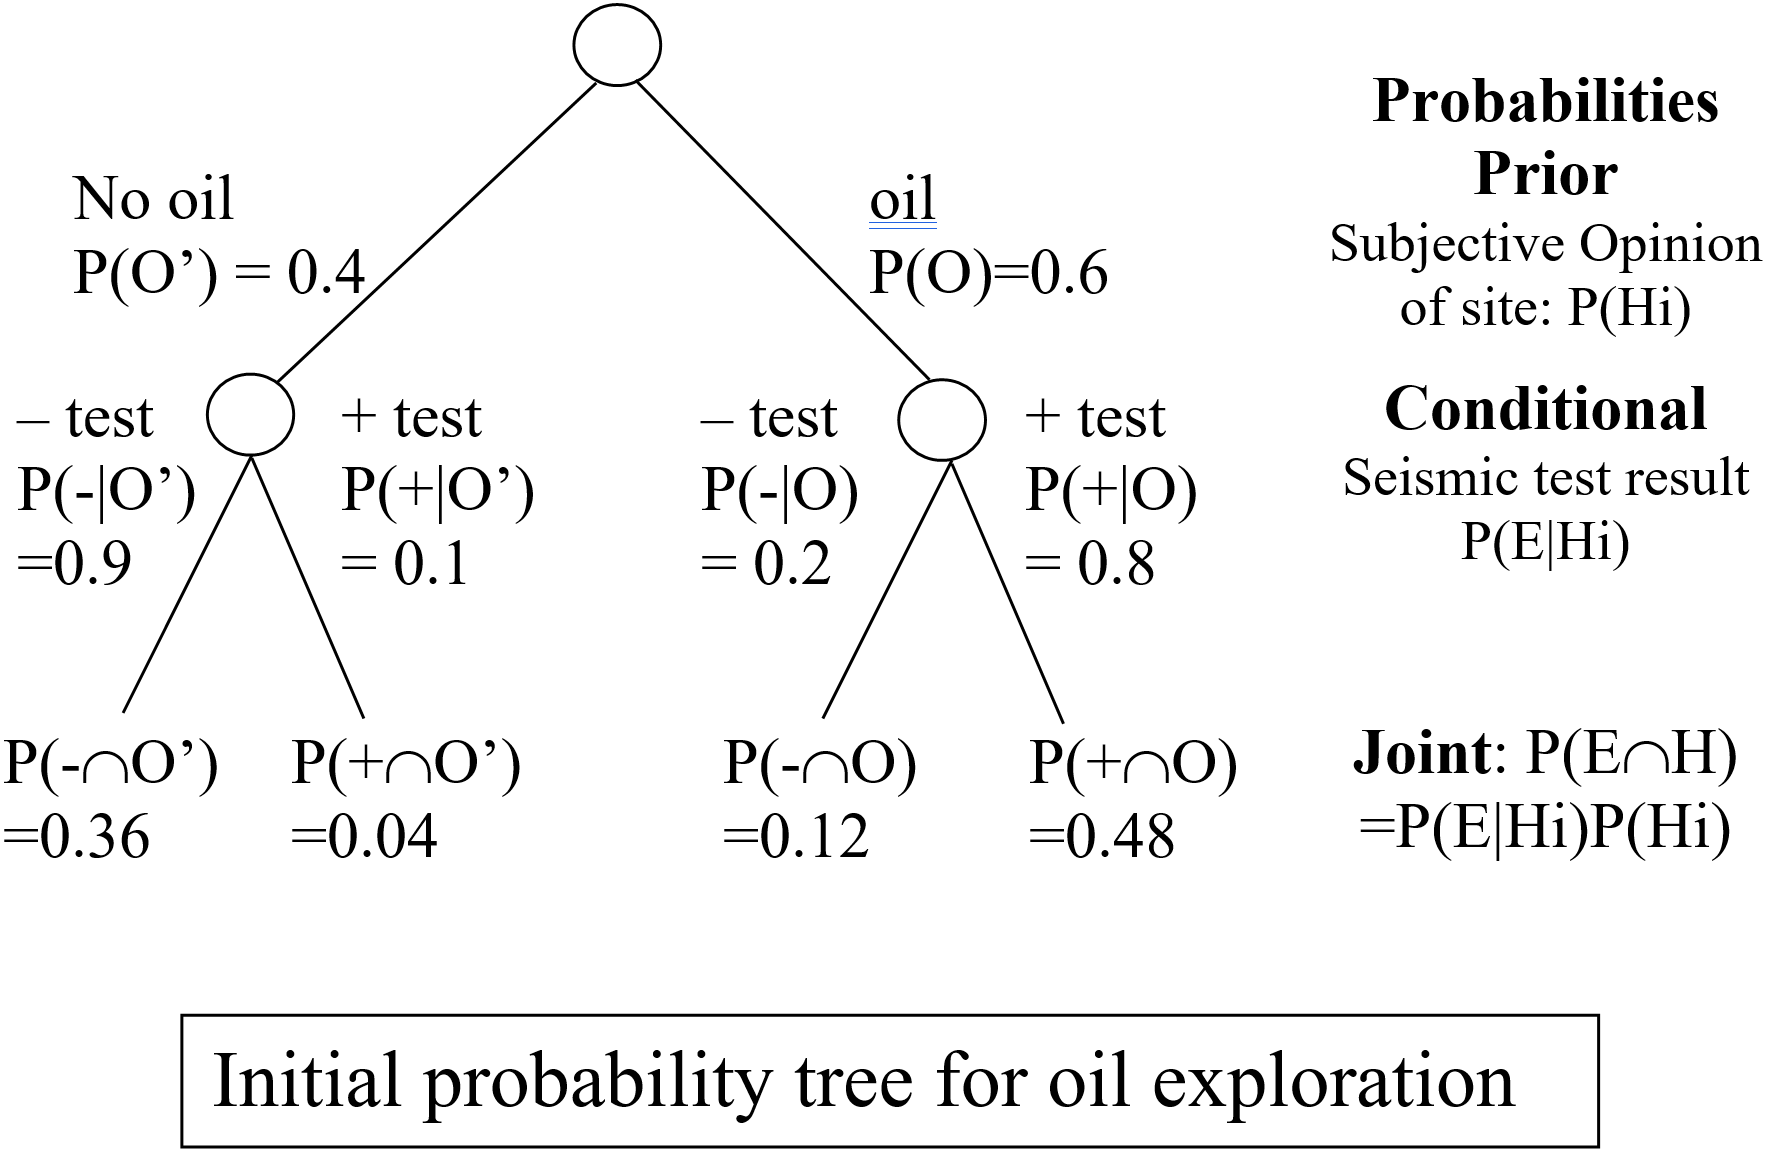 No oil
P(O’) = 0.4
oil
P(O)=0.6
Probabilities
Prior
Subjective Opinion
of site: P(Hi)
– test
P(-|O’)
=0.9
+ test
P(+|O’)
= 0.1
– test
P(-|O)
= 0.2
+ test
P(+|O)
= 0.8
Conditional
Seismic test result
P(E|Hi)
P(-∩O’)
=0.36
P(+∩O’)
=0.04
P(-∩O)
=0.12
P(+∩O)
=0.48
Joint: P(E∩H)
=P(E|Hi)P(Hi)
Initial probability tree for oil exploration